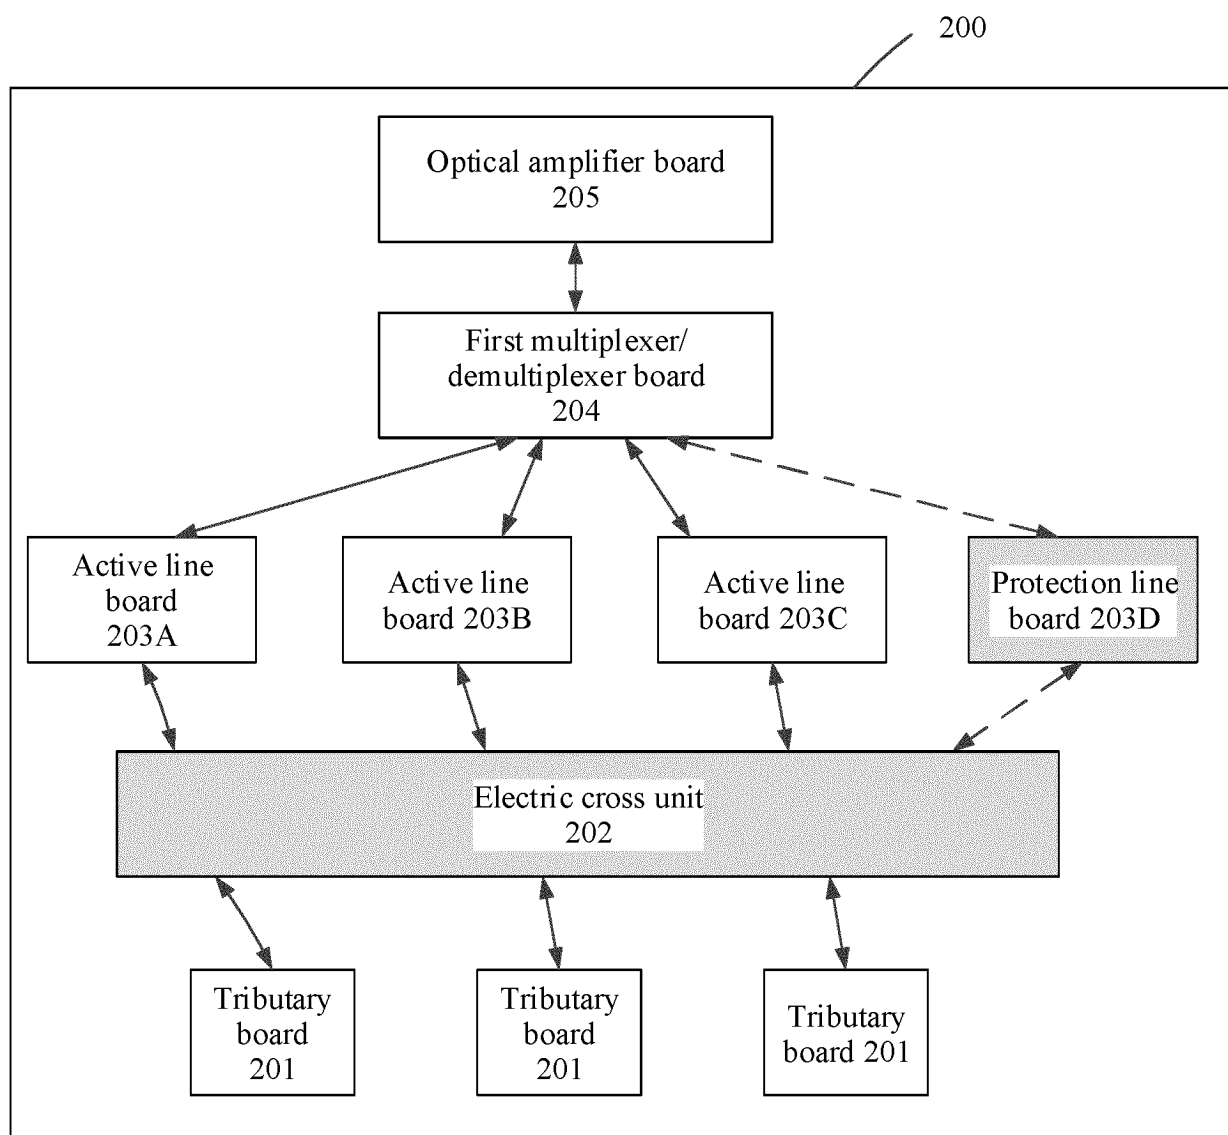 200
Optical amplifier board
205
First multiplexer/
demultiplexer board
204
Active line
board
203A
Active line
board 203B
Active line
board 203C
Protection line
board 203D
Electric cross unit
202
Tributary
board
201
Tributary
board
201
Tributary
board 201